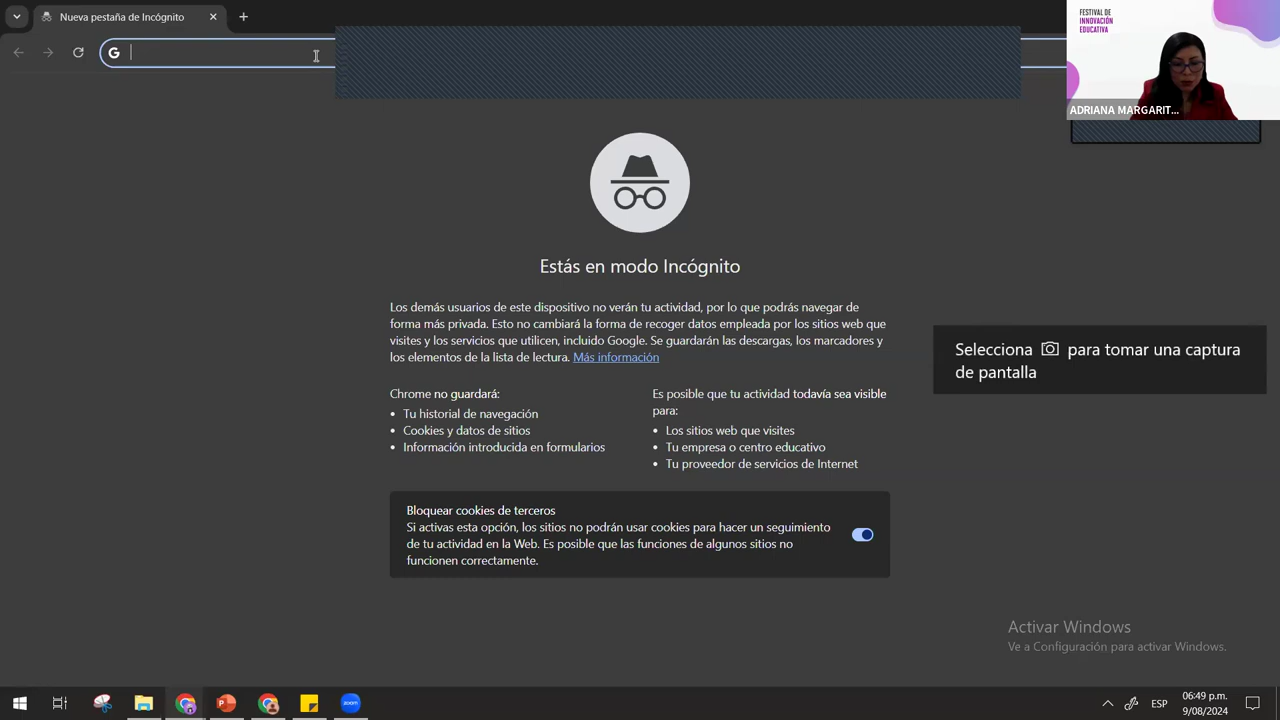 Nueva pestaña de Incógnito
FESTIVAL DE
INNOVACIÓN
EDUCATIVA
ADRIANA MARGARIT...
Estás en modo Incógnito
Los demás usuarios de este dispositivo no verán tu actividad, por lo que podrás navegar de
forma más privada. Esto no cambiará la forma de recoger datos empleada por los sitios web que
visites y los servicios que utilicen, incluido Google. Se guardarán las descargas, los marcadores y
los elementos de la lista de lectura. Más información
Chrome no guardará:
Tu historial de navegación
Cookies y datos de sitios
Información introducida en formularios
Es posible que tu actividad todavía sea visible
para:
Los sitios web que visites
Tu empresa o centro educativo
Tu proveedor de servicios de Internet
Selecciona para tomar una captura
de pantalla
Bloquear cookies de terceros
Si activas esta opción, los sitios no podrán usar cookies para hacer un seguimiento
de tu actividad en la Web. Es posible que las funciones de algunos sitios no
funcionen correctamente.
Activar Windows
Ve a Configuración para activar Windows.
zoom
ESP
06:49 p.m.
9/08/2024